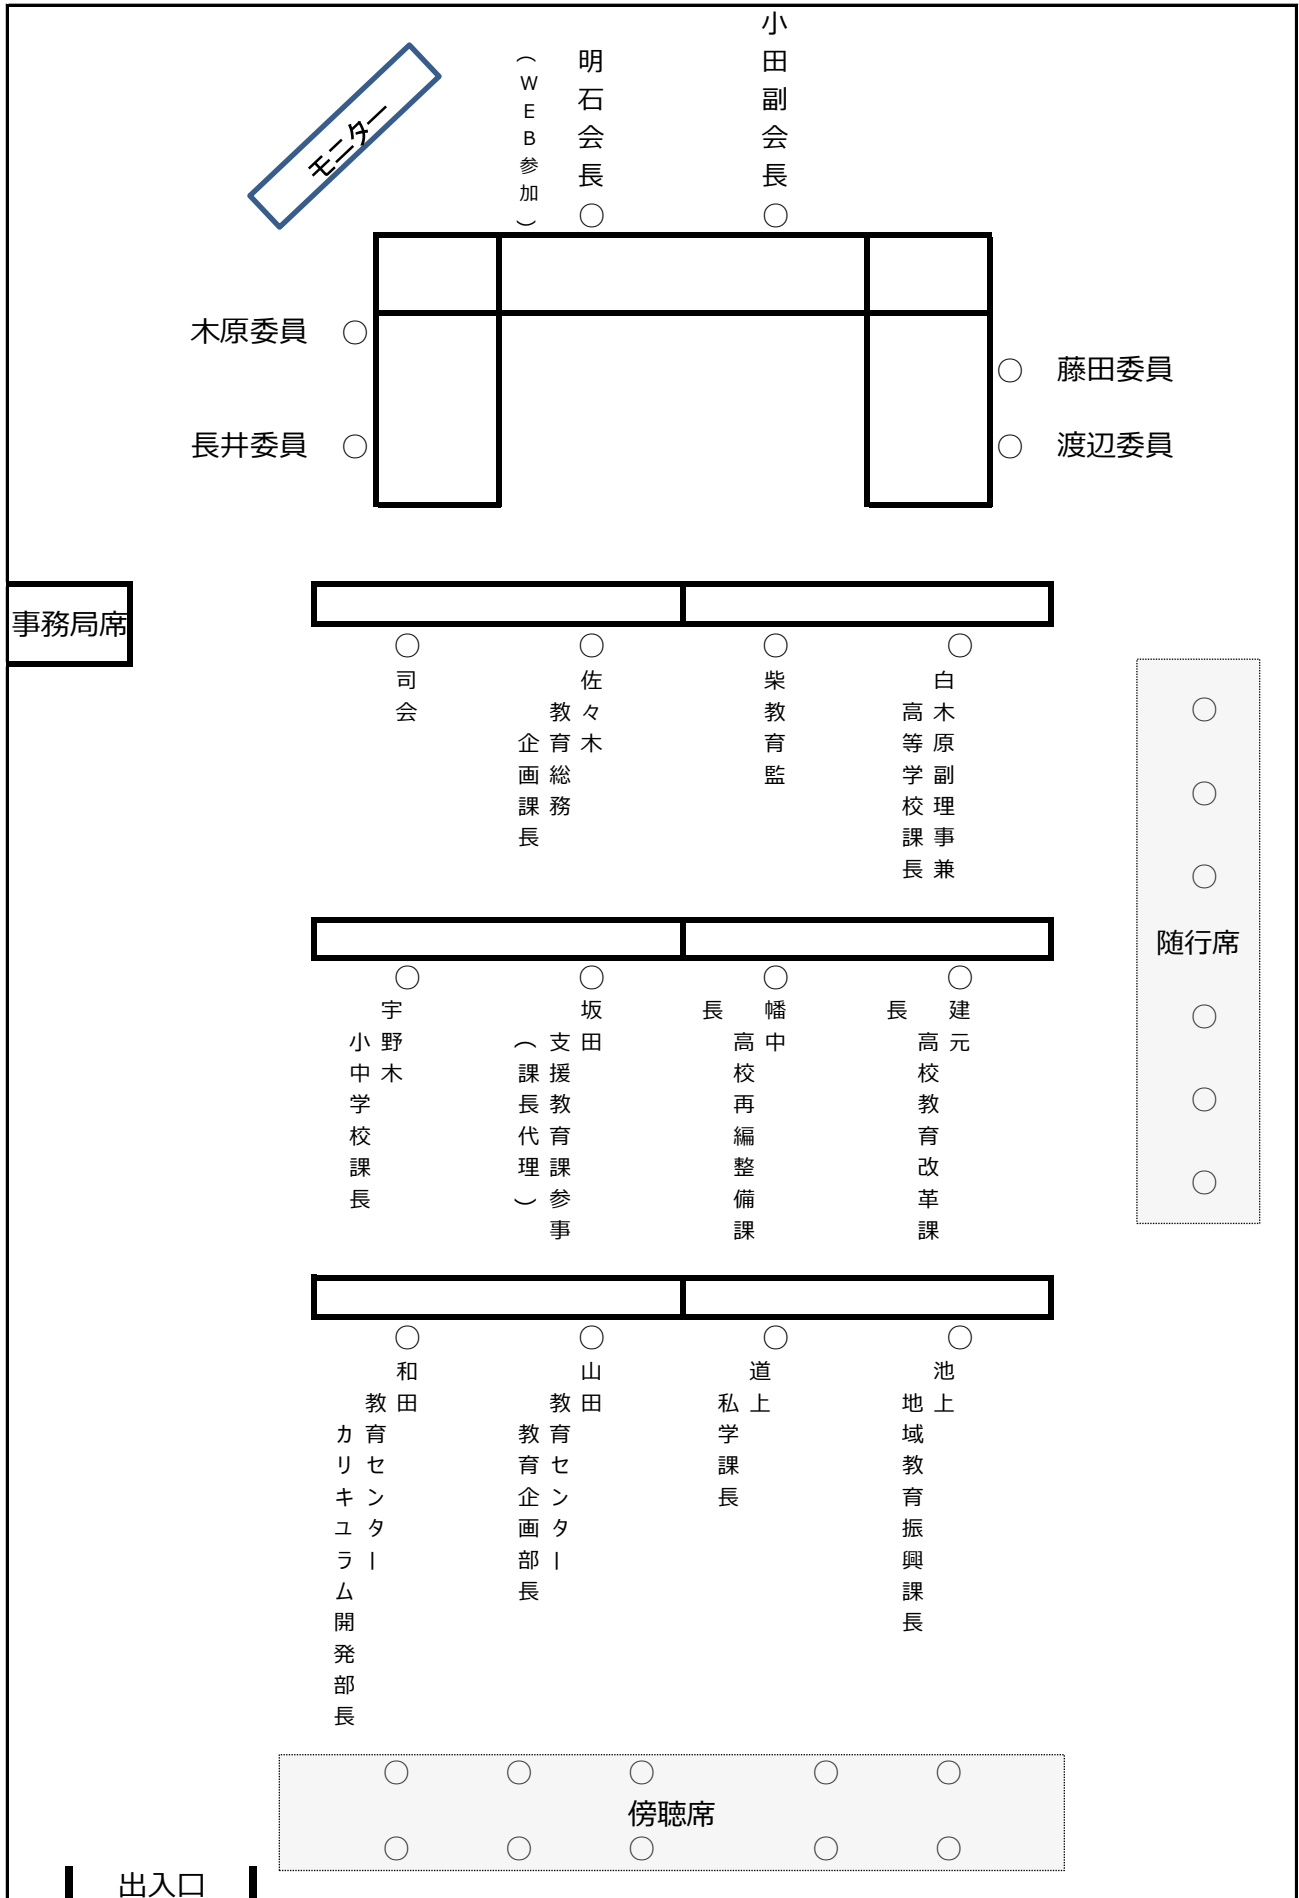 小田副会長
○
明石会長
○
（WEB参加）
モニター
木原委員 ○
○ 藤田委員
長井委員 ○
○ 渡辺委員
事務局席
○ ○ ○ ○
司会
佐々木
教育総務
企画課長
柴教育監
白木原副理事兼
高等学校課長
○
○
○
随行席
○
○
○
○ ○ ○ ○
宇野木
小中学校課長
坂田
支援教育課参事
（課長代理）
幡中
高校再編整備課
長
建元
高校教育改革課
長
○ ○ ○ ○
和田
教育センター
カリキュラム開発部長
山田
教育センター
教育企画部長
道上
私学課長
池上
地域教育振興課長
○ ○ ○ ○ ○
傍聴席
○ ○ ○ ○ ○
出入口